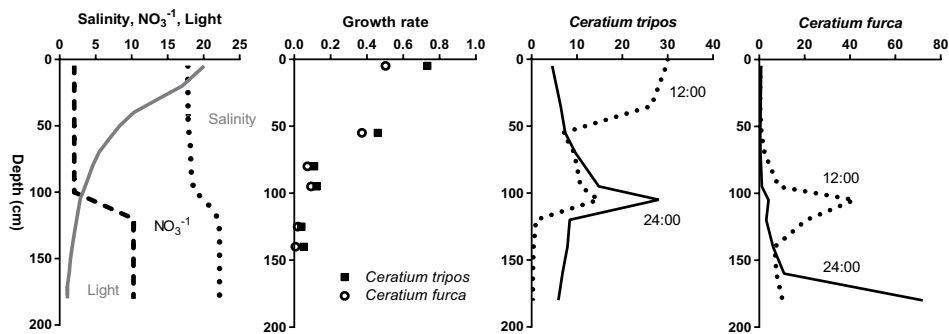 Salinity, NO₃⁻¹, Light
0 5 10 15 20 25
0
50
100
150
200
Depth (cm)
Salinity
NO₃⁻¹
Light
Growth rate
0.0 0.2 0.4 0.6 0.8 1.0
0
50
100
150
200
Ceratium tripos
Ceratium furca
Ceratium tripos
0 10 20 30 40
0
50
100
150
200
12:00
24:00
Ceratium furca
0 20 40 60 80
0
50
100
150
200
12:00
24:00